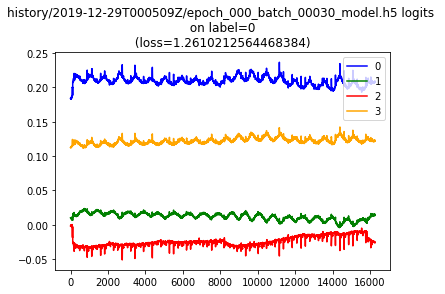 history/2019-12-29T000509Z/epoch_000_batch_00030_model.h5 logits
on label=0
(loss=1.2610212564468384)
0.25
0.20
0.15
0.10
0.05
0.00
−0.05
0
1
2
3
0 2000 4000 6000 8000 10000 12000 14000 16000